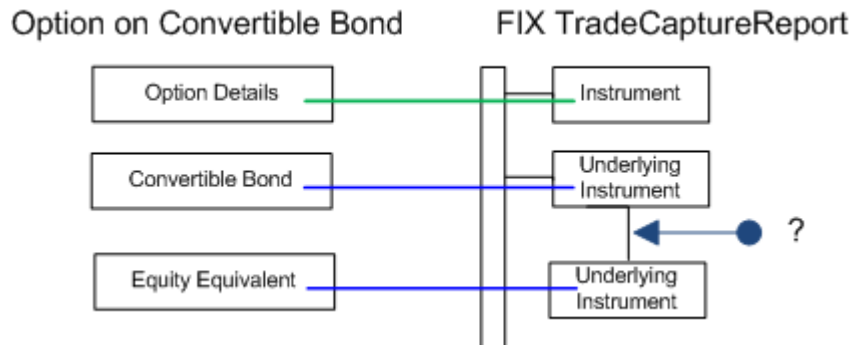 Option on Convertible Bond FIX TradeCaptureReport
Option Details Instrument
Convertible Bond Underlying
Instrument
?
Equity Equivalent Underlying
Instrument